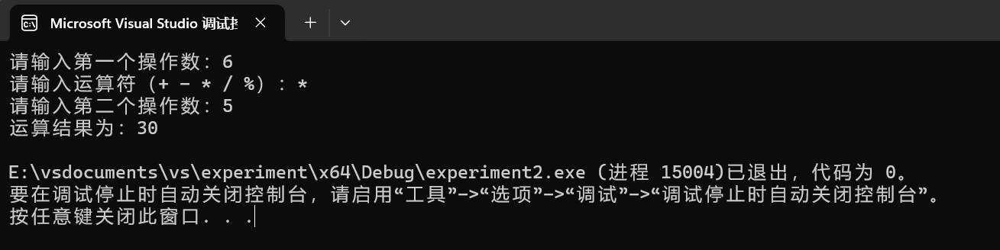 Microsoft Visual Studio 调试控
请输入第一个操作数：6
请输入运算符（+ - * / %）：*
请输入第二个操作数：5
运算结果为：30
E:\vsdocuments\vs\experiment\x64\Debug\experiment2.exe (进程 15004)已退出，代码为 0。
要在调试停止时自动关闭控制台，请启用“工具”->“选项”->“调试”->“调试停止时自动关闭控制台”。
按任意键关闭此窗口. . .